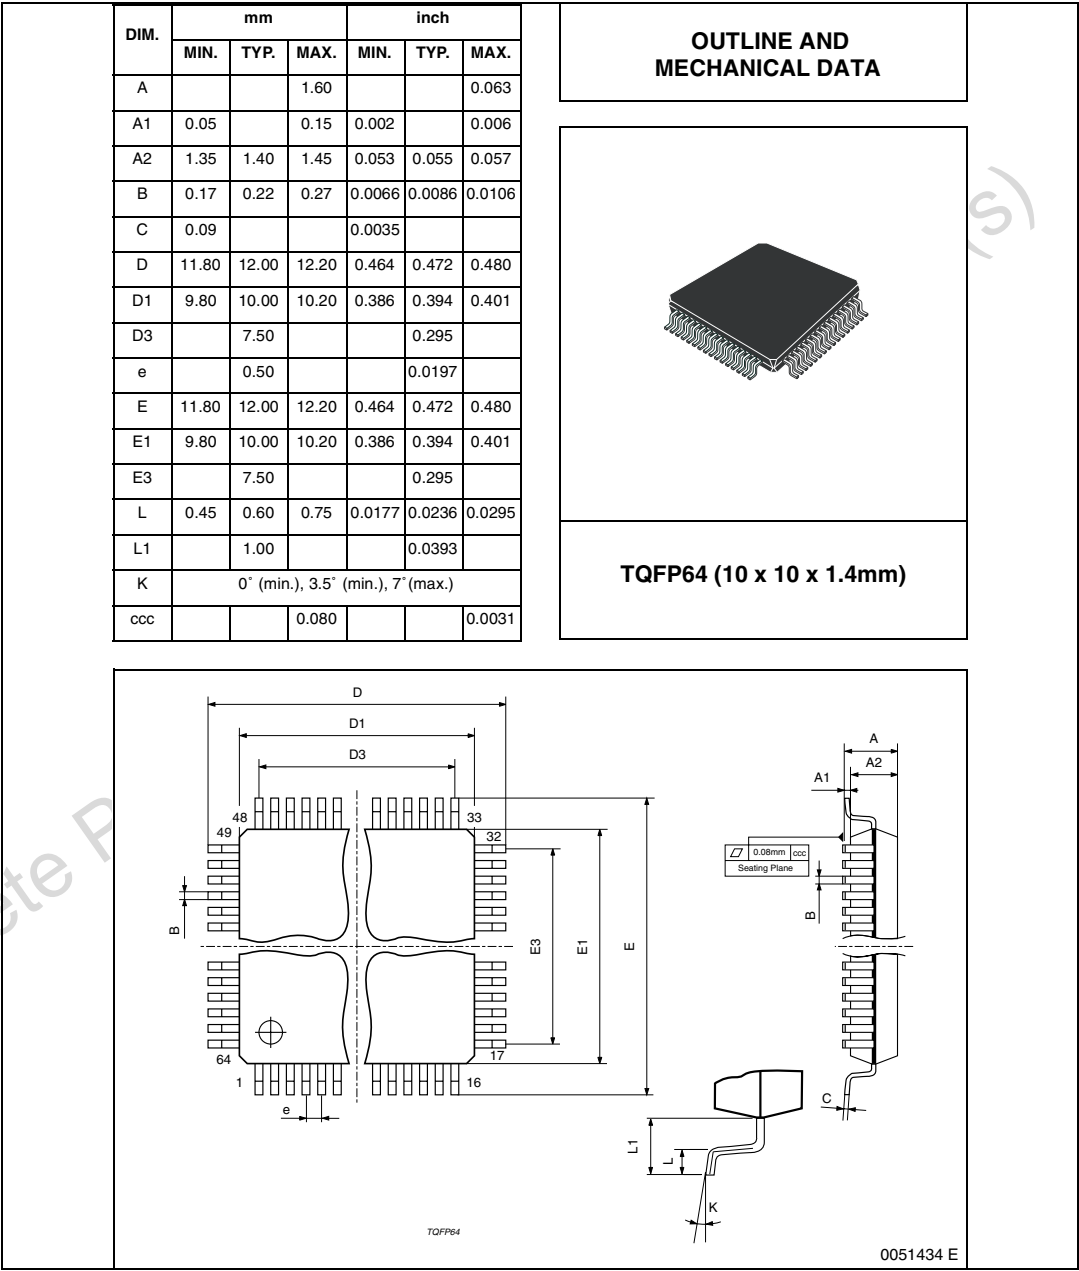 DIM. mm inch
MIN. TYP. MAX. MIN. TYP. MAX.
A 1.60 0.063
A1 0.05 0.15 0.002 0.006
A2 1.35 1.40 1.45 0.053 0.055 0.057
B 0.17 0.22 0.27 0.0066 0.0086 0.0106
C 0.09 0.0035
D 11.80 12.00 12.20 0.464 0.472 0.480
D1 9.80 10.00 10.20 0.386 0.394 0.401
D3 7.50 0.295
e 0.50 0.0197
E 11.80 12.00 12.20 0.464 0.472 0.480
E1 9.80 10.00 10.20 0.386 0.394 0.401
E3 7.50 0.295
L 0.45 0.60 0.75 0.0177 0.0236 0.0295
L1 1.00 0.0393
K 0˚ (min.), 3.5˚ (min.), 7˚(max.)
ccc 0.080 0.0031
OUTLINE AND
MECHANICAL DATA
TQFP64 (10 x 10 x 1.4mm)
D
D1
D3
A
A2
A1
48 33
49 32
0.08mm ccc
Seating Plane
B
E3
E1
E
B
64 17
1 16
e
C
L1
L
K
TQFP64
0051434 E
ete P
(s)